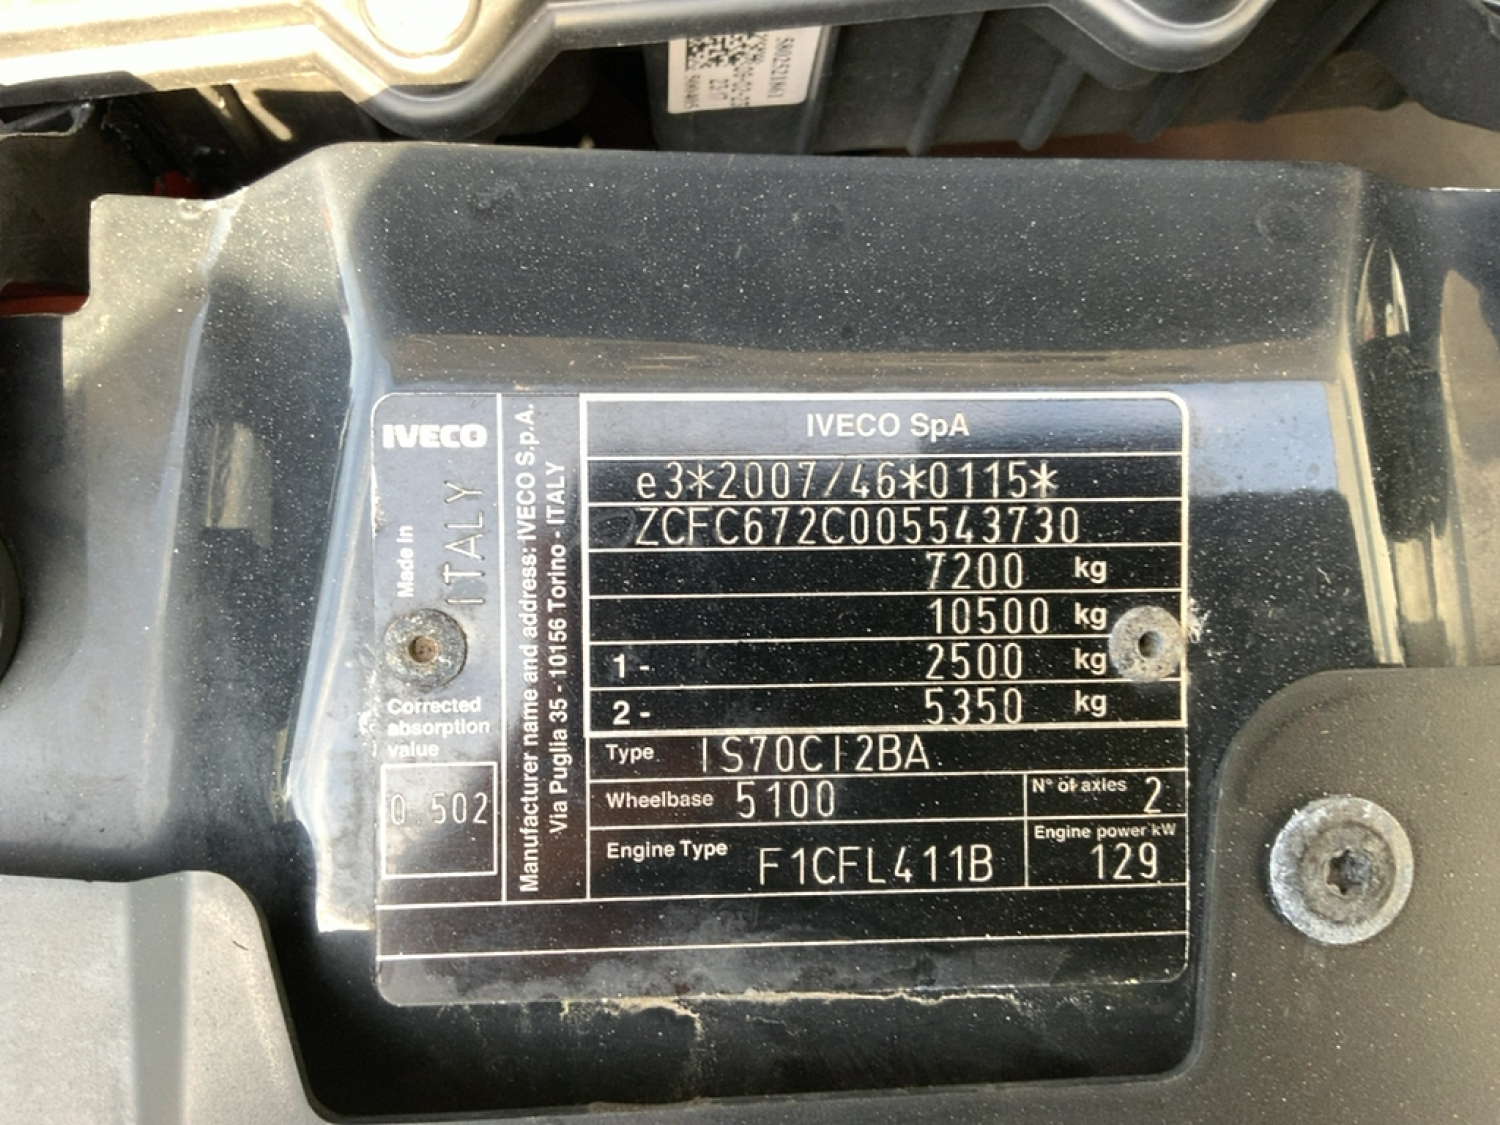 5802521861
IVECO
Made in
ITALY
Corrected
absorption
value
0.502
Manufacturer name and address: IVECO S.p.A.
Via Puglia 35 - 10156 Torino - ITALY
IVECO SpA
e3*2007/46*0115*
ZCFC672C005543730
7200 kg
10500 kg
1 - 2500 kg
2 - 5350 kg
Type IS70CI2BA
Wheelbase 5100
N° of axles 2
Engine Type F1CFL411B
Engine power kW
129